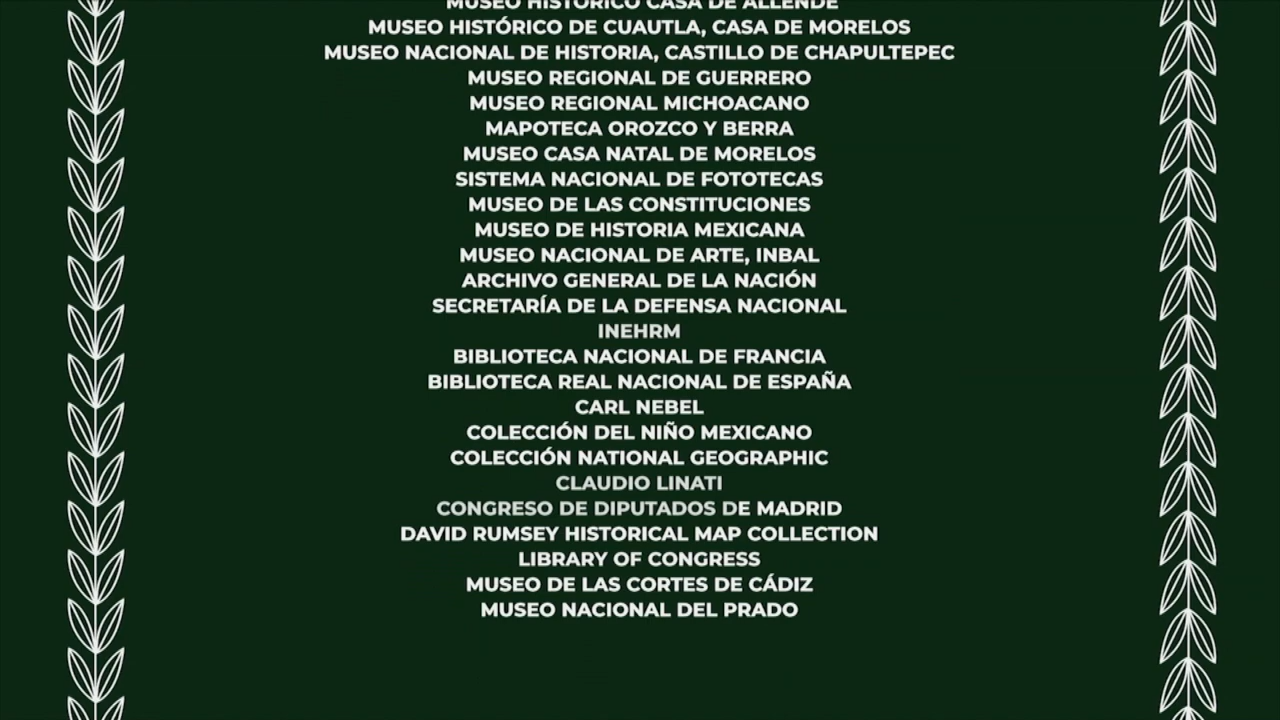 MUSEO HISTÓRICO CASA DE ALLENDE
MUSEO HISTÓRICO DE CUAUTLA, CASA DE MORELOS
MUSEO NACIONAL DE HISTORIA, CASTILLO DE CHAPULTEPEC
MUSEO REGIONAL DE GUERRERO
MUSEO REGIONAL MICHOACANO
MAPOTECA OROZCO Y BERRA
MUSEO CASA NATAL DE MORELOS
SISTEMA NACIONAL DE FOTOTECAS
MUSEO DE LAS CONSTITUCIONES
MUSEO DE HISTORIA MEXICANA
MUSEO NACIONAL DE ARTE, INBAL
ARCHIVO GENERAL DE LA NACIÓN
SECRETARÍA DE LA DEFENSA NACIONAL
INEHRM
BIBLIOTECA NACIONAL DE FRANCIA
BIBLIOTECA REAL NACIONAL DE ESPAÑA
CARL NEBEL
COLECCIÓN DEL NIÑO MEXICANO
COLECCIÓN NATIONAL GEOGRAPHIC
CLAUDIO LINATI
CONGRESO DE DIPUTADOS DE MADRID
DAVID RUMSEY HISTORICAL MAP COLLECTION
LIBRARY OF CONGRESS
MUSEO DE LAS CORTES DE CÁDIZ
MUSEO NACIONAL DEL PRADO